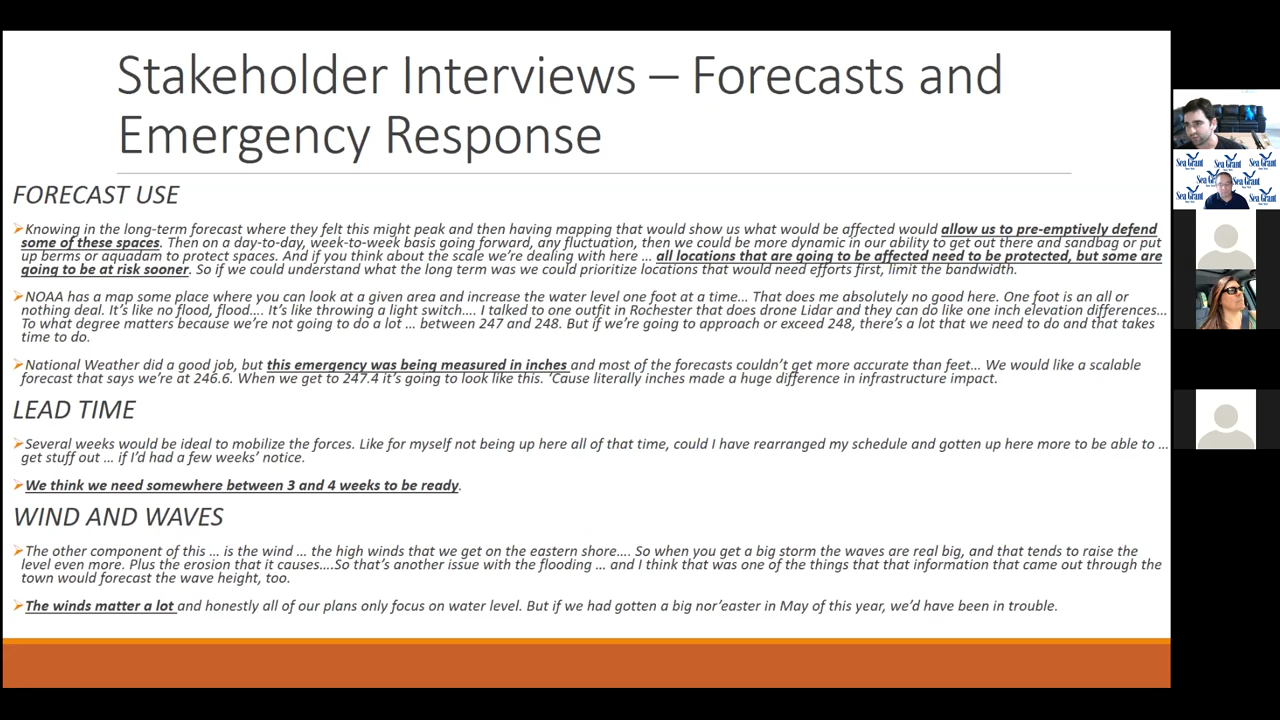 Stakeholder Interviews – Forecasts and
Emergency Response
FORECAST USE
Knowing in the long-term forecast where they felt this might peak and then having mapping that would show us what would be affected would allow us to pre-emptively defend
some of these spaces. Then on a day-to-day, week-to-week basis going forward, any fluctuation, then we could be more dynamic in our ability to get out there and sandbag or put
up berms or aquadam to protect spaces. And if you think about the scale we're dealing with here … all locations that are going to be affected need to be protected, but some are
going to be at risk sooner. So if we could understand what the long term was we could prioritize locations that would need efforts first, limit the bandwidth.
NOAA has a map some place where you can look at a given area and increase the water level one foot at a time… That does me absolutely no good here. One foot is an all or
nothing deal. It's like no flood, flood…. It's like throwing a light switch…. I talked to one outfit in Rochester that does drone Lidar and they can do like one inch elevation differences…
To what degree matters because we're not going to do a lot … between 247 and 248. But if we're going to approach or exceed 248, there's a lot that we need to do and that takes
time to do.
National Weather did a good job, but this emergency was being measured in inches and most of the forecasts couldn't get more accurate than feet… We would like a scalable
forecast that says we're at 246.6. When we get to 247.4 it's going to look like this. 'Cause literally inches made a huge difference in infrastructure impact.
LEAD TIME
Several weeks would be ideal to mobilize the forces. Like for myself not being up here all of that time, could I have rearranged my schedule and gotten up here more to be able to …
get stuff out … if I'd had a few weeks' notice.
We think we need somewhere between 3 and 4 weeks to be ready.
WIND AND WAVES
The other component of this … is the wind … the high winds that we get on the eastern shore…. So when you get a big storm the waves are real big, and that tends to raise the
level even more. Plus the erosion that it causes….So that's another issue with the flooding … and I think that was one of the things that that information that came out through the
town would forecast the wave height, too.
The winds matter a lot and honestly all of our plans only focus on water level. But if we had gotten a big nor'easter in May of this year, we'd have been in trouble.
Sea Grant
Sea Grant
Sea Grant
Sea Grant
Sea Grant